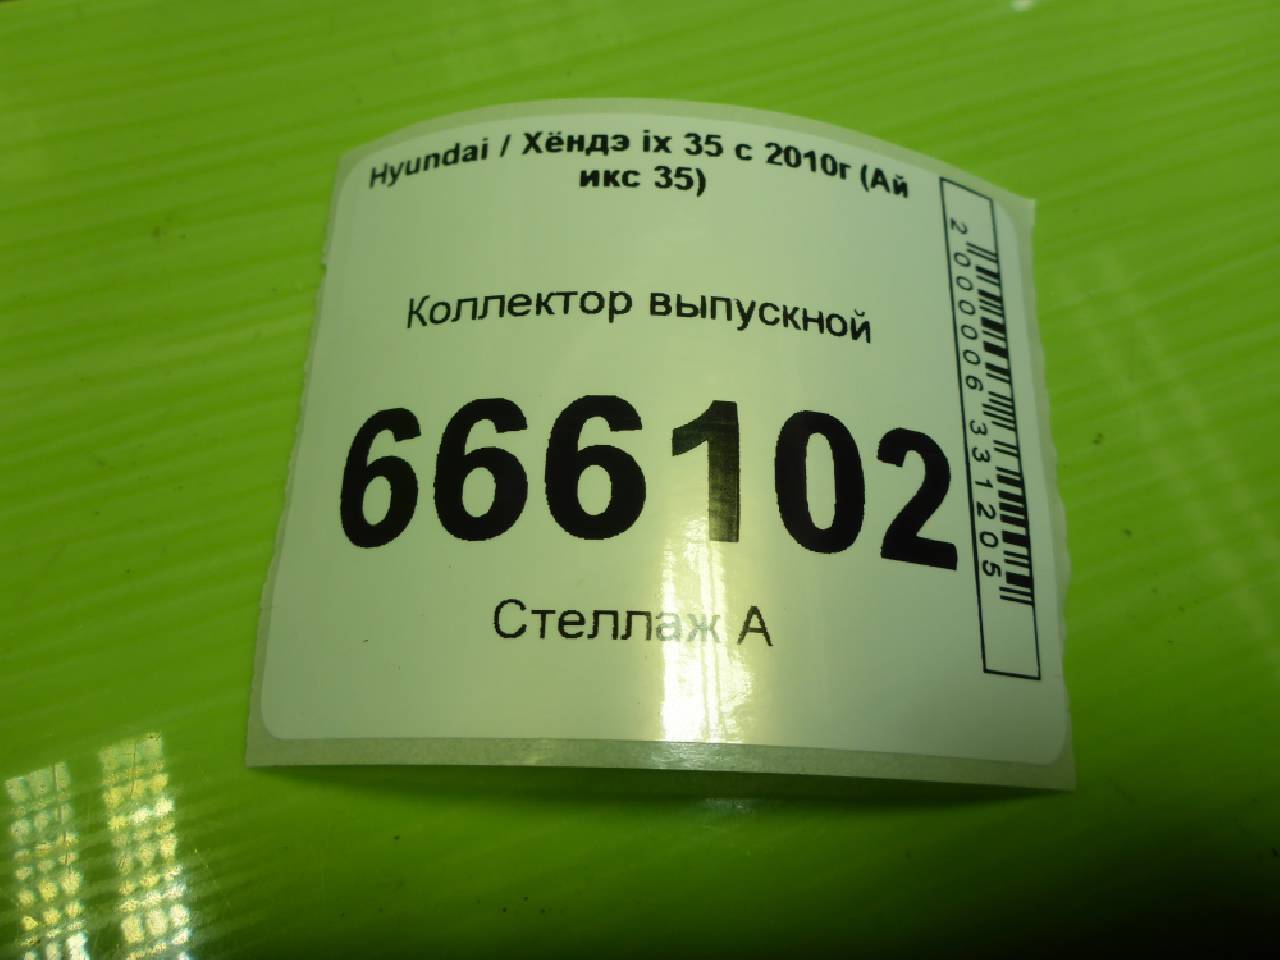 Hyundai / Хёндэ ix 35 с 2010г (Ай
икс 35)
Коллектор выпускной
666102
Стеллаж А
2000006331205